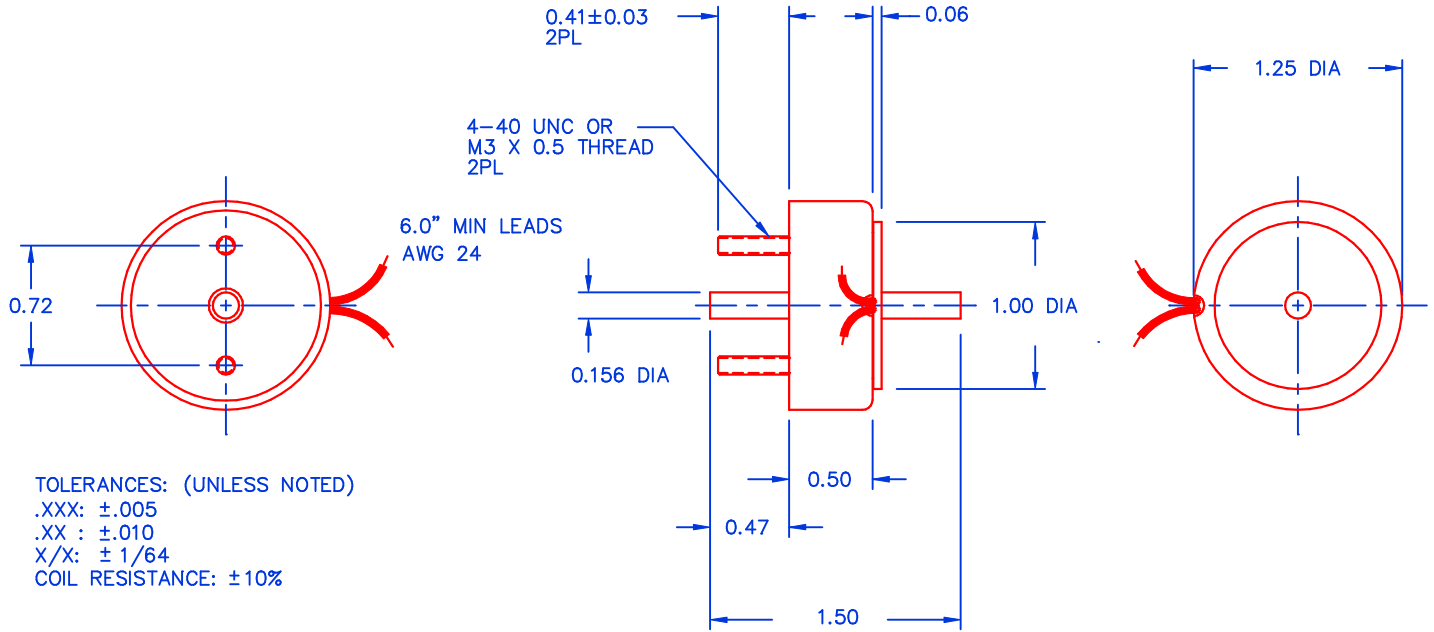 0.41±0.03
2PL
0.06
1.25 DIA
4-40 UNC OR
M3 X 0.5 THREAD
2PL
6.0" MIN LEADS
AWG 24
0.72
1.00 DIA
0.156 DIA
0.50
0.47
1.50
TOLERANCES: (UNLESS NOTED)
.XXX: ±.005
.XX : ±.010
X/X: ± 1/64
COIL RESISTANCE: ±10%